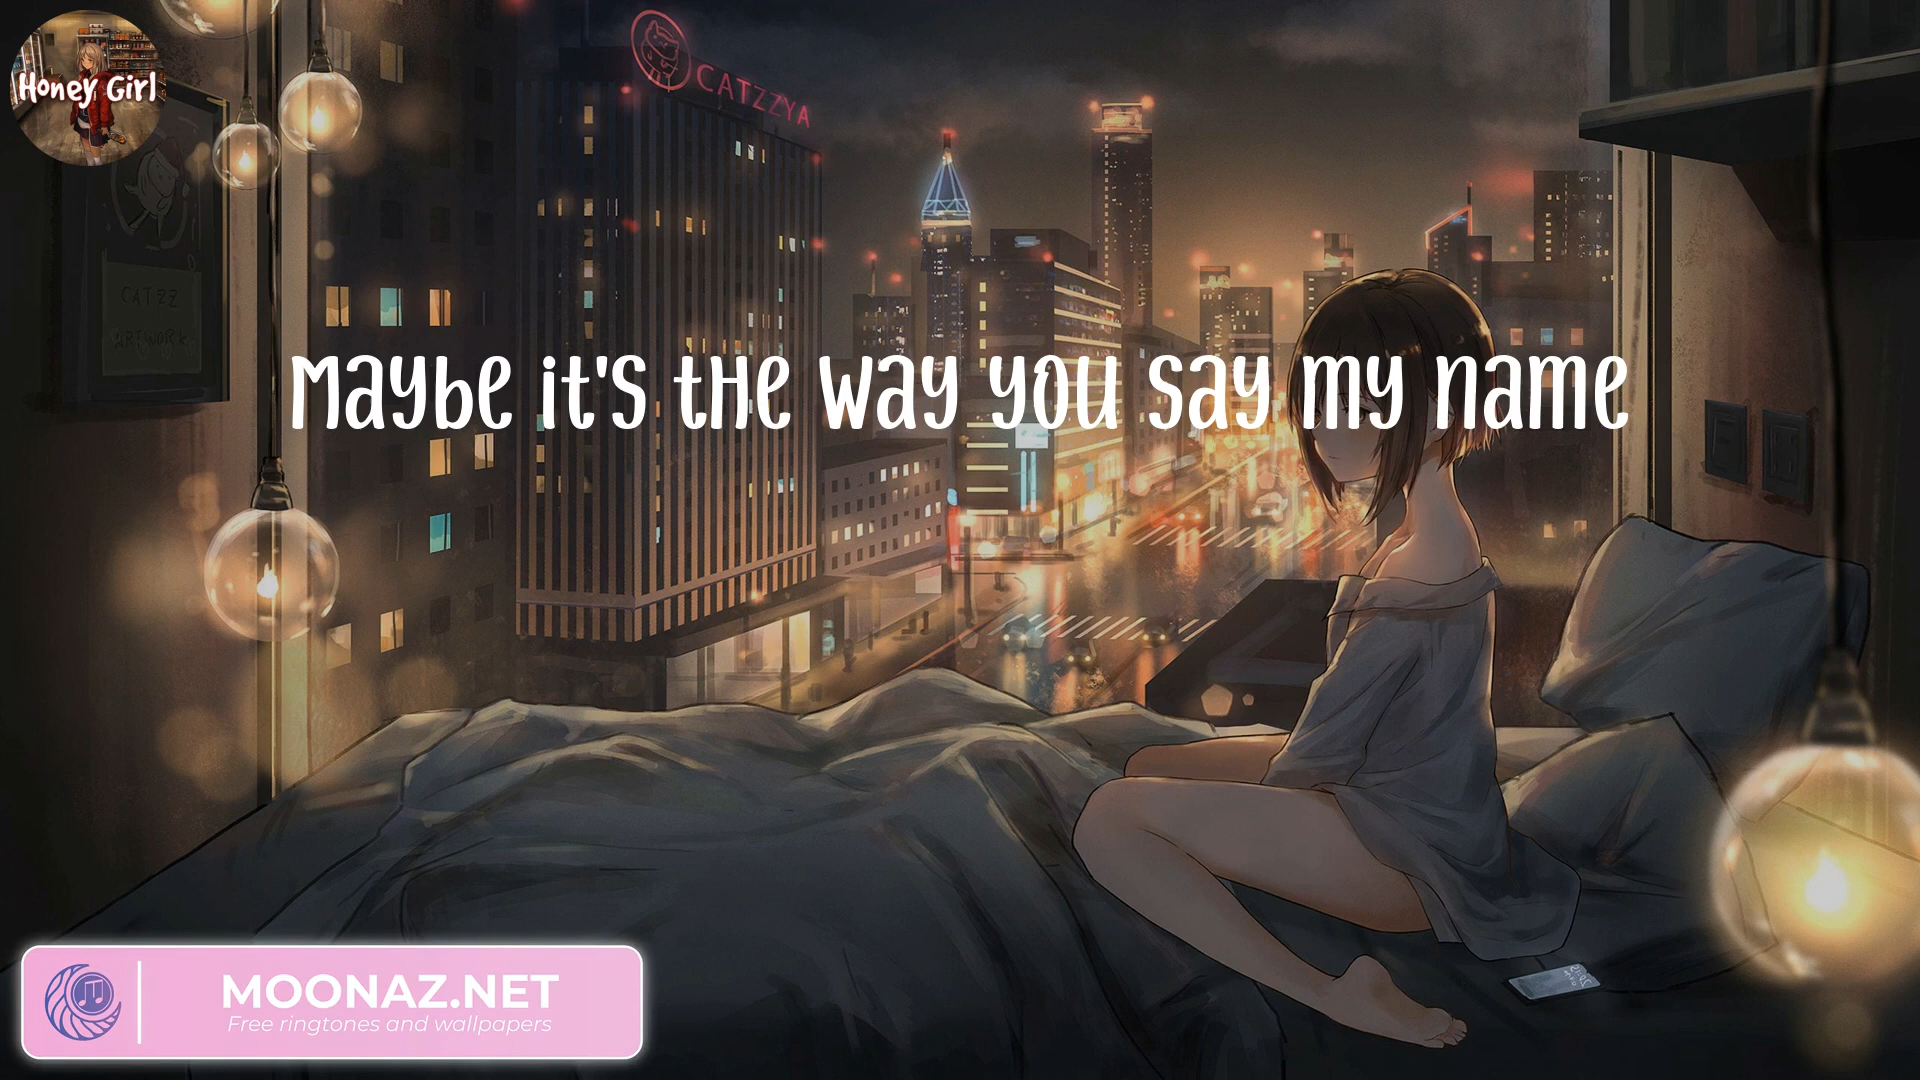 Honey Girl
CATZZYA
CATZZ
ARTWORK
Maybe it's the way you say my name
MOONAZ.NET
Free ringtones and wallpapers